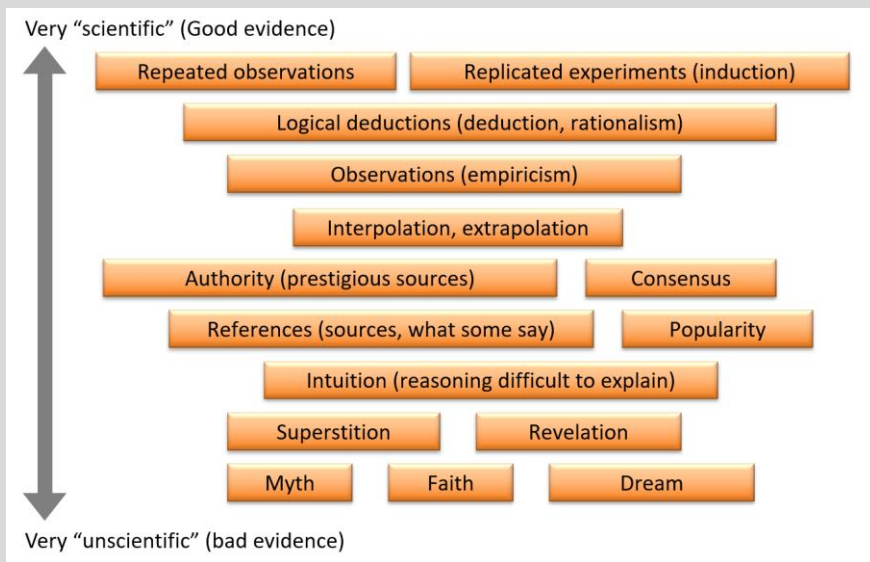 Very “scientific” (Good evidence)
Repeated observations
Replicated experiments (induction)
Logical deductions (deduction, rationalism)
Observations (empiricism)
Interpolation, extrapolation
Authority (prestigious sources)
Consensus
References (sources, what some say)
Popularity
Intuition (reasoning difficult to explain)
Superstition
Revelation
Myth
Faith
Dream
Very “unscientific” (bad evidence)